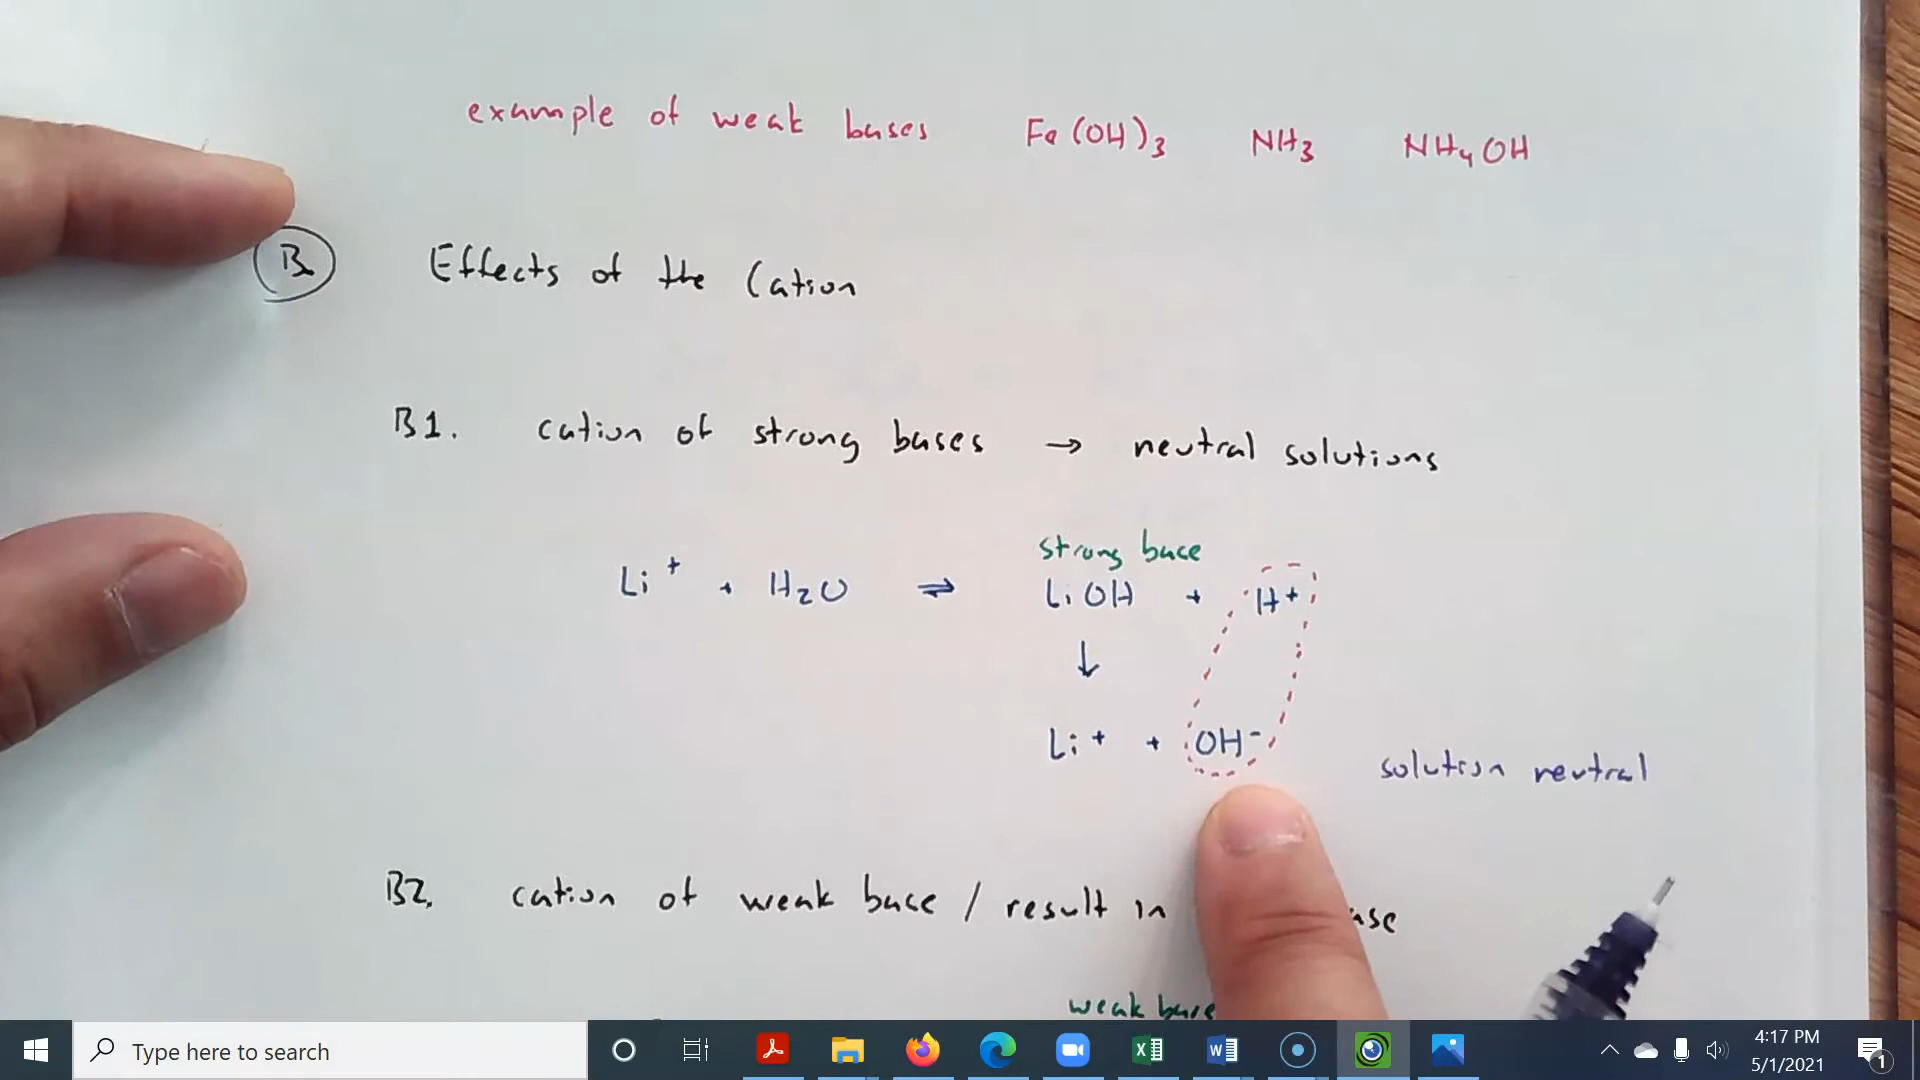 example of weak bases Fe(OH)3 NH3 NH4OH
B Effects of the Cation
B1. cation of strong bases → neutral solutions
strong base
Li+ + H2O ⇌ LiOH + H+
↓
Li+ + OH-
solution neutral
B2. cation of weak base / result in
weak base
Type here to search
4:17 PM
5/1/2021
1